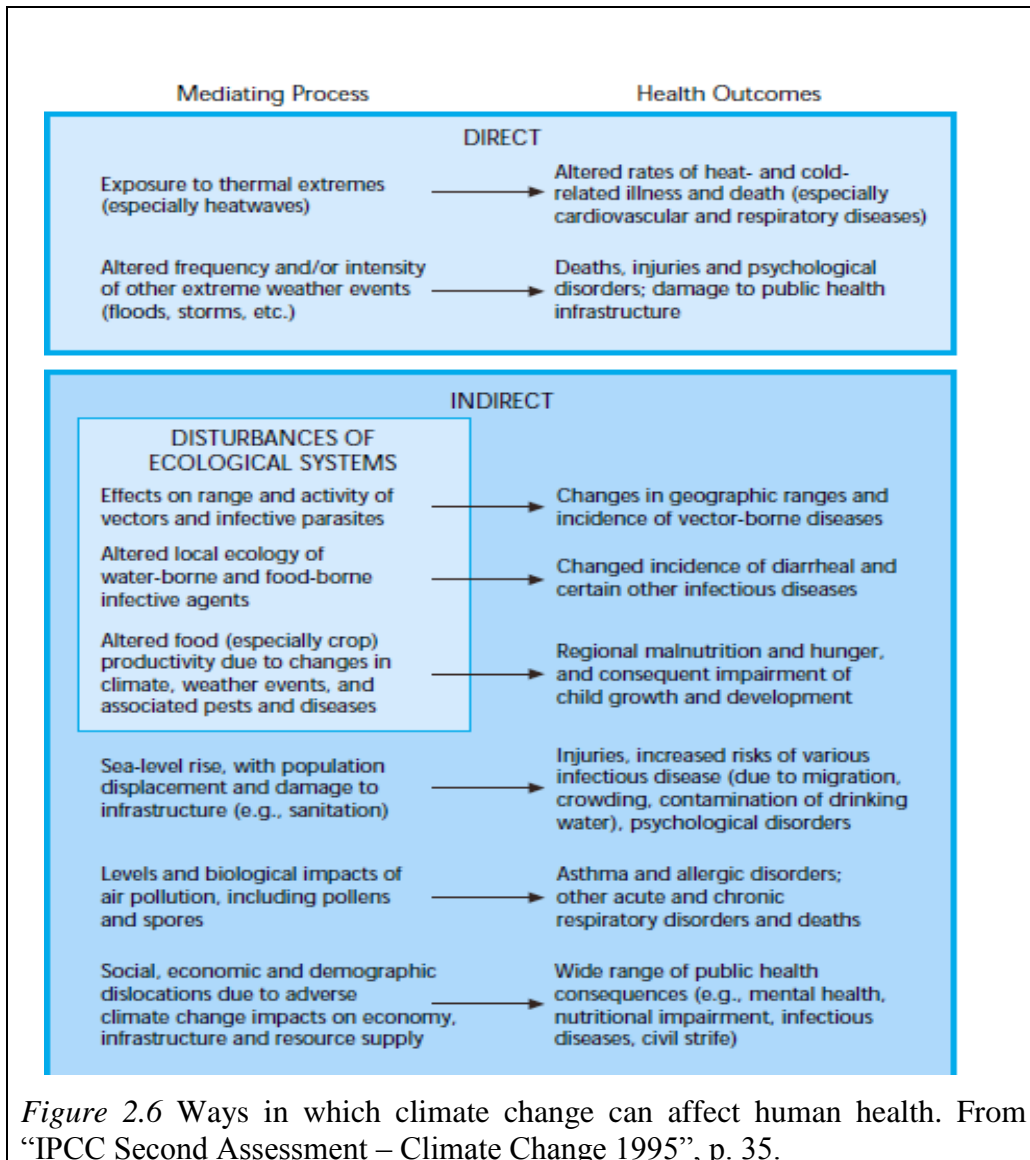 Mediating Process
Health Outcomes
DIRECT
Exposure to thermal extremes
(especially heatwaves)
Altered rates of heat- and cold-
related illness and death (especially
cardiovascular and respiratory diseases)
Altered frequency and/or intensity
of other extreme weather events
(floods, storms, etc.)
Deaths, injuries and psychological
disorders; damage to public health
infrastructure
INDIRECT
DISTURBANCES OF
ECOLOGICAL SYSTEMS
Effects on range and activity of
vectors and infective parasites
Changes in geographic ranges and
incidence of vector-borne diseases
Altered local ecology of
water-borne and food-borne
infective agents
Changed incidence of diarrheal and
certain other infectious diseases
Altered food (especially crop)
productivity due to changes in
climate, weather events, and
associated pests and diseases
Regional malnutrition and hunger,
and consequent impairment of
child growth and development
Sea-level rise, with population
displacement and damage to
infrastructure (e.g., sanitation)
Injuries, increased risks of various
infectious disease (due to migration,
crowding, contamination of drinking
water), psychological disorders
Levels and biological impacts of
air pollution, including pollens
and spores
Asthma and allergic disorders;
other acute and chronic
respiratory disorders and deaths
Social, economic and demographic
dislocations due to adverse
climate change impacts on economy,
infrastructure and resource supply
Wide range of public health
consequences (e.g., mental health,
nutritional impairment, infectious
diseases, civil strife)
Figure 2.6 Ways in which climate change can affect human health. From
“IPCC Second Assessment – Climate Change 1995”, p. 35.